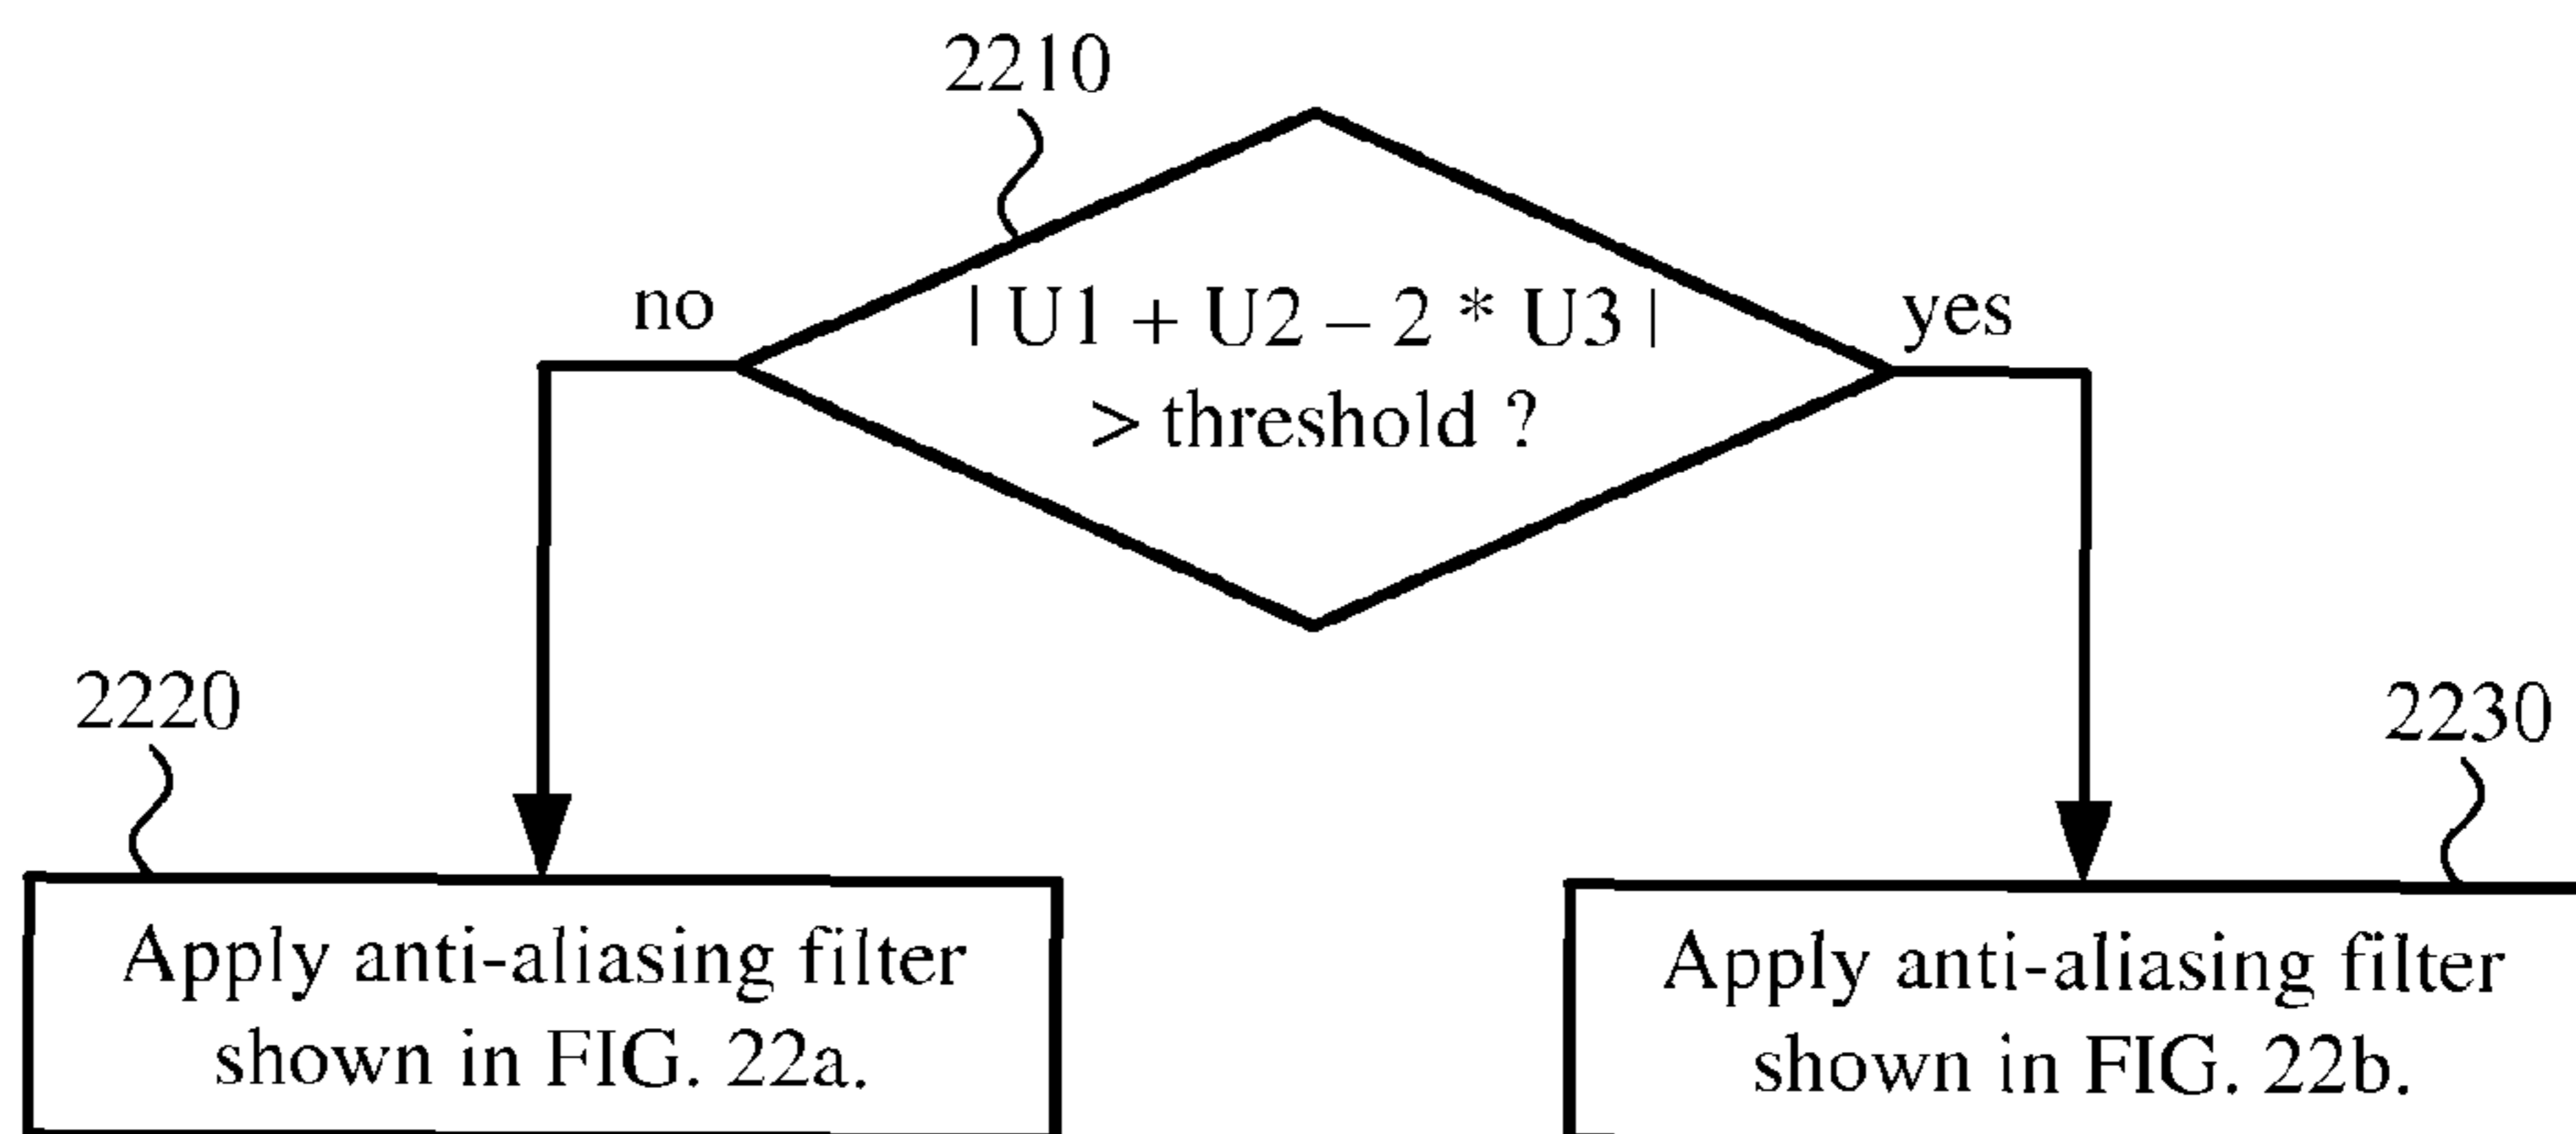 2210
no
| U1 + U2 – 2 * U3 |
> threshold ?
yes
2220
2230
Apply anti-aliasing filter
shown in FIG. 22a.
Apply anti-aliasing filter
shown in FIG. 22b.